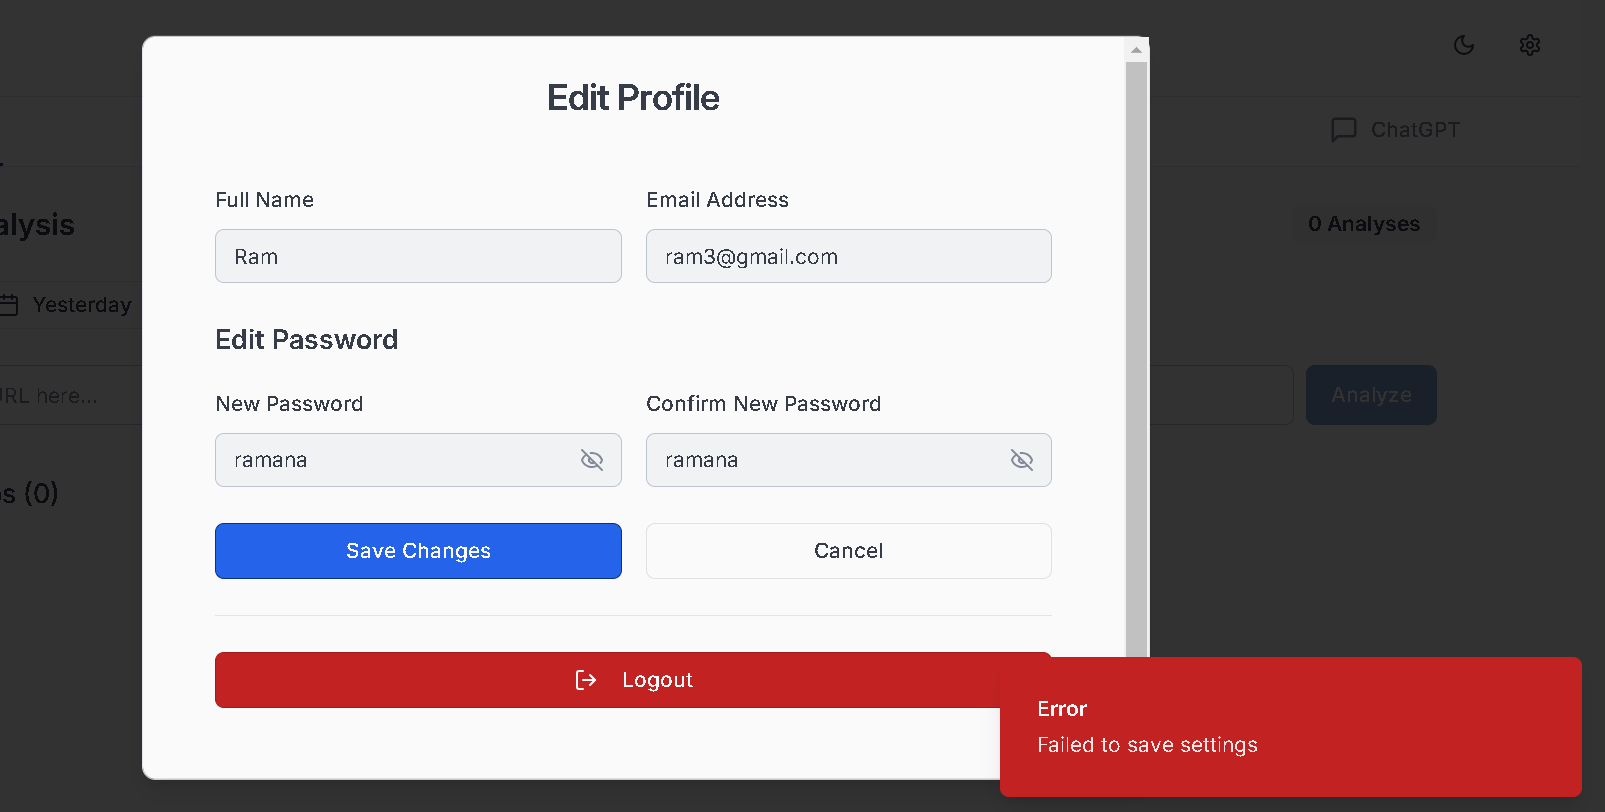 Edit Profile
ChatGPT
Full Name
Email Address
Ram
ram3@gmail.com
alysis
0 Analyses
Yesterday
Edit Password
URL here...
Analyze
New Password
Confirm New Password
ramana
ramana
s (0)
Save Changes
Cancel
Logout
Error
Failed to save settings